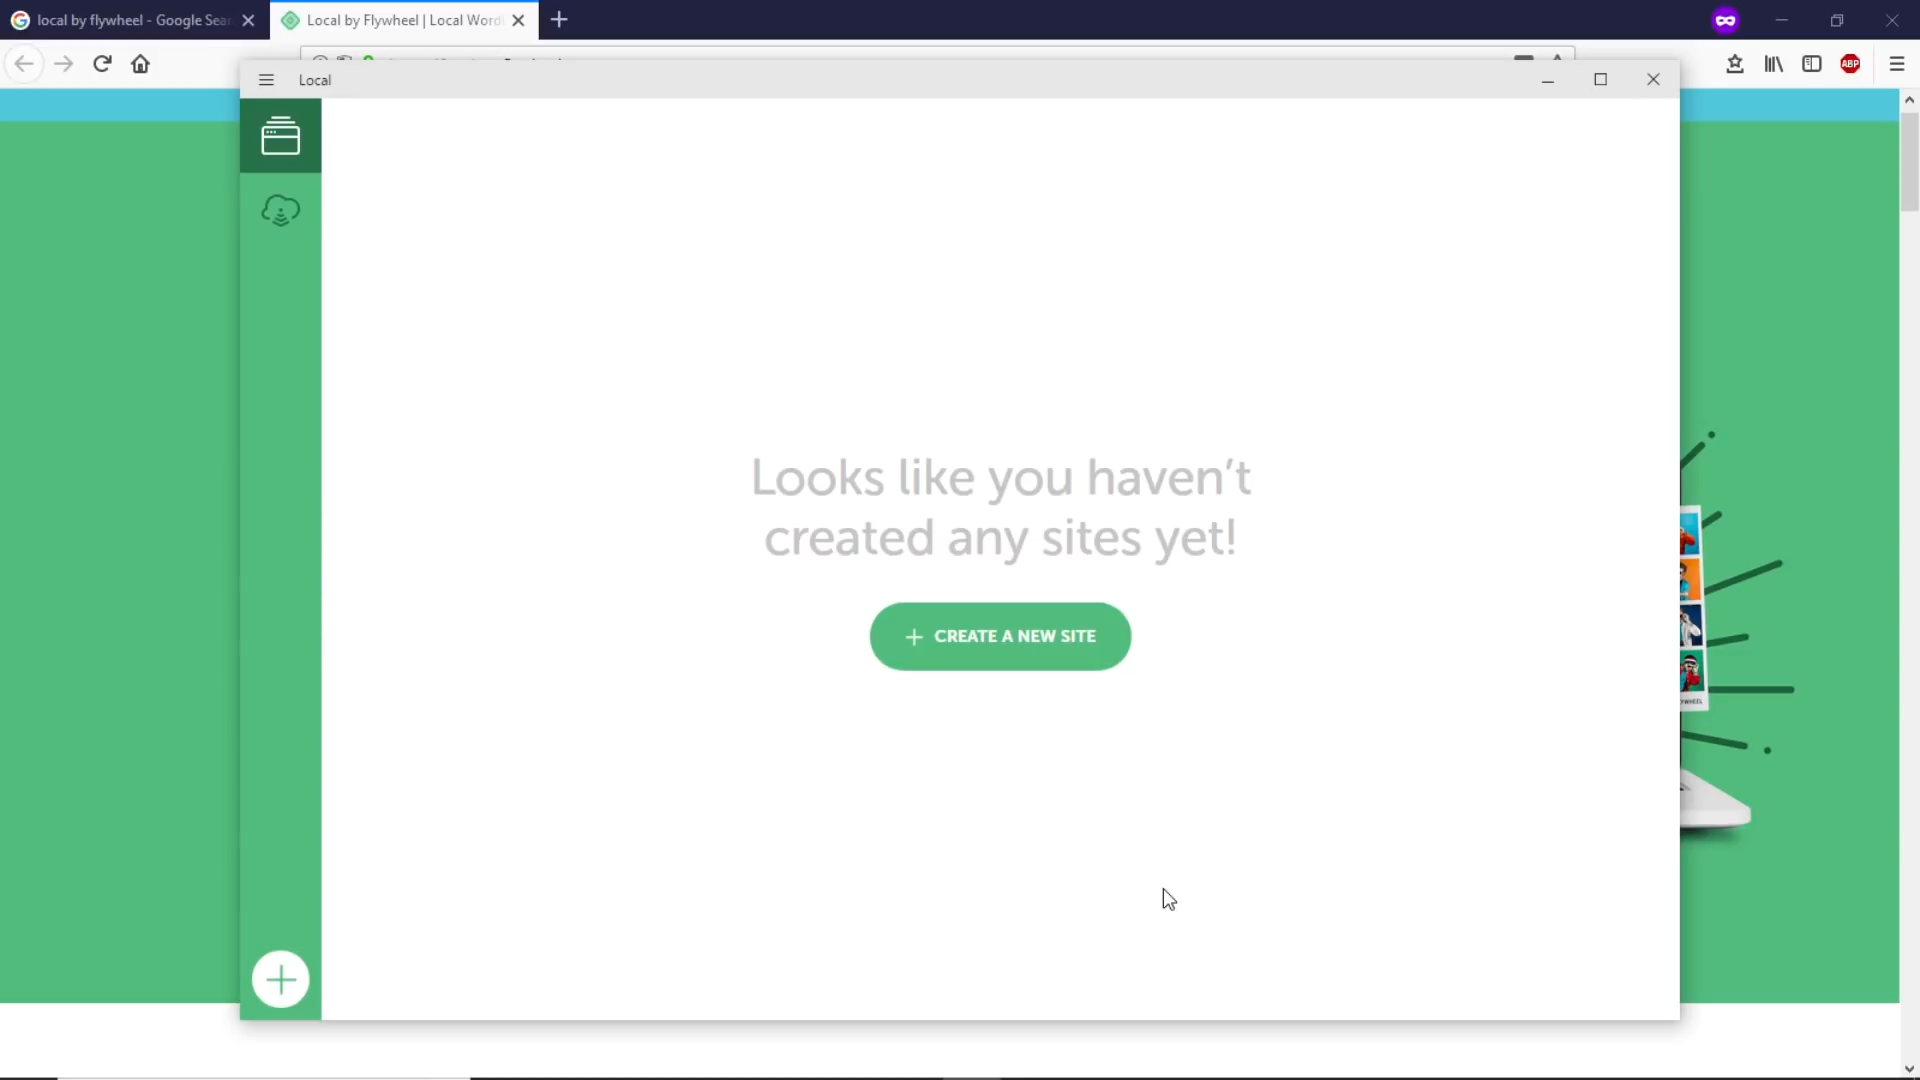 local by flywheel - Google Sear
Local by Flywheel | Local Word
ABP
Local
Looks like you haven't
created any sites yet!
CREATE A NEW SITE